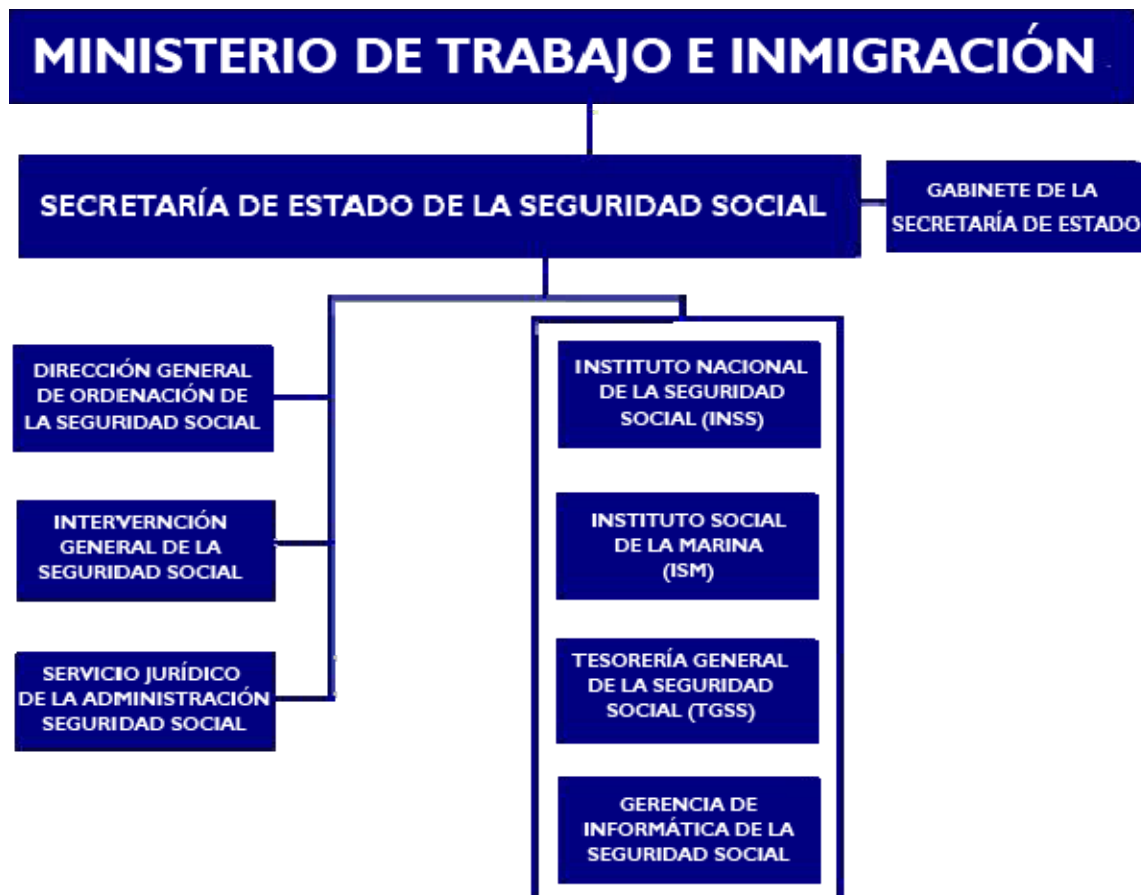 MINISTERIO DE TRABAJO E INMIGRACIÓN
SECRETARÍA DE ESTADO DE LA SEGURIDAD SOCIAL
GABINETE DE LA
SECRETARÍA DE ESTADO
DIRECCIÓN GENERAL
DE ORDENACIÓN DE
LA SEGURIDAD SOCIAL
INTERVERNCIÓN
GENERAL DE LA
SEGURIDAD SOCIAL
SERVICIO JURÍDICO
DE LA ADMINISTRACIÓN
SEGURIDAD SOCIAL
INSTITUTO NACIONAL
DE LA SEGURIDAD
SOCIAL (INSS)
INSTITUTO SOCIAL
DE LA MARINA
(ISM)
TESORERÍA GENERAL
DE LA SEGURIDAD
SOCIAL (TGSS)
GERENCIA DE
INFORMÁTICA DE LA
SEGURIDAD SOCIAL